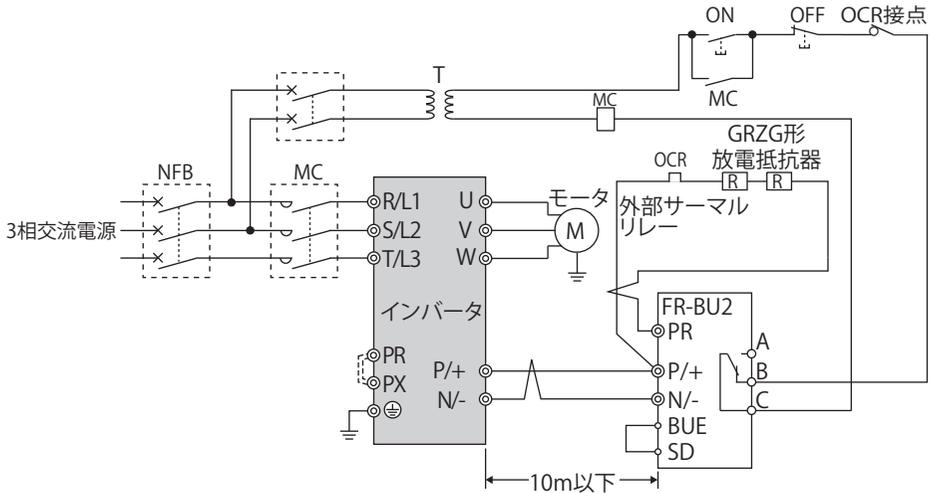 ON
OFF
OCR接点
T
MC
MC
GRZG形
放電抵抗器
OCR
R
R
NFB
MC
外部サーマル
リレー
3相交流電源
R/L1
S/L2
T/L3
U
V
W
モータ
M
インバータ
FR-BU2
PR
PX
P/+
N/-
PR
P/+
N/-
BUE
SD
A
B
C
10m以下